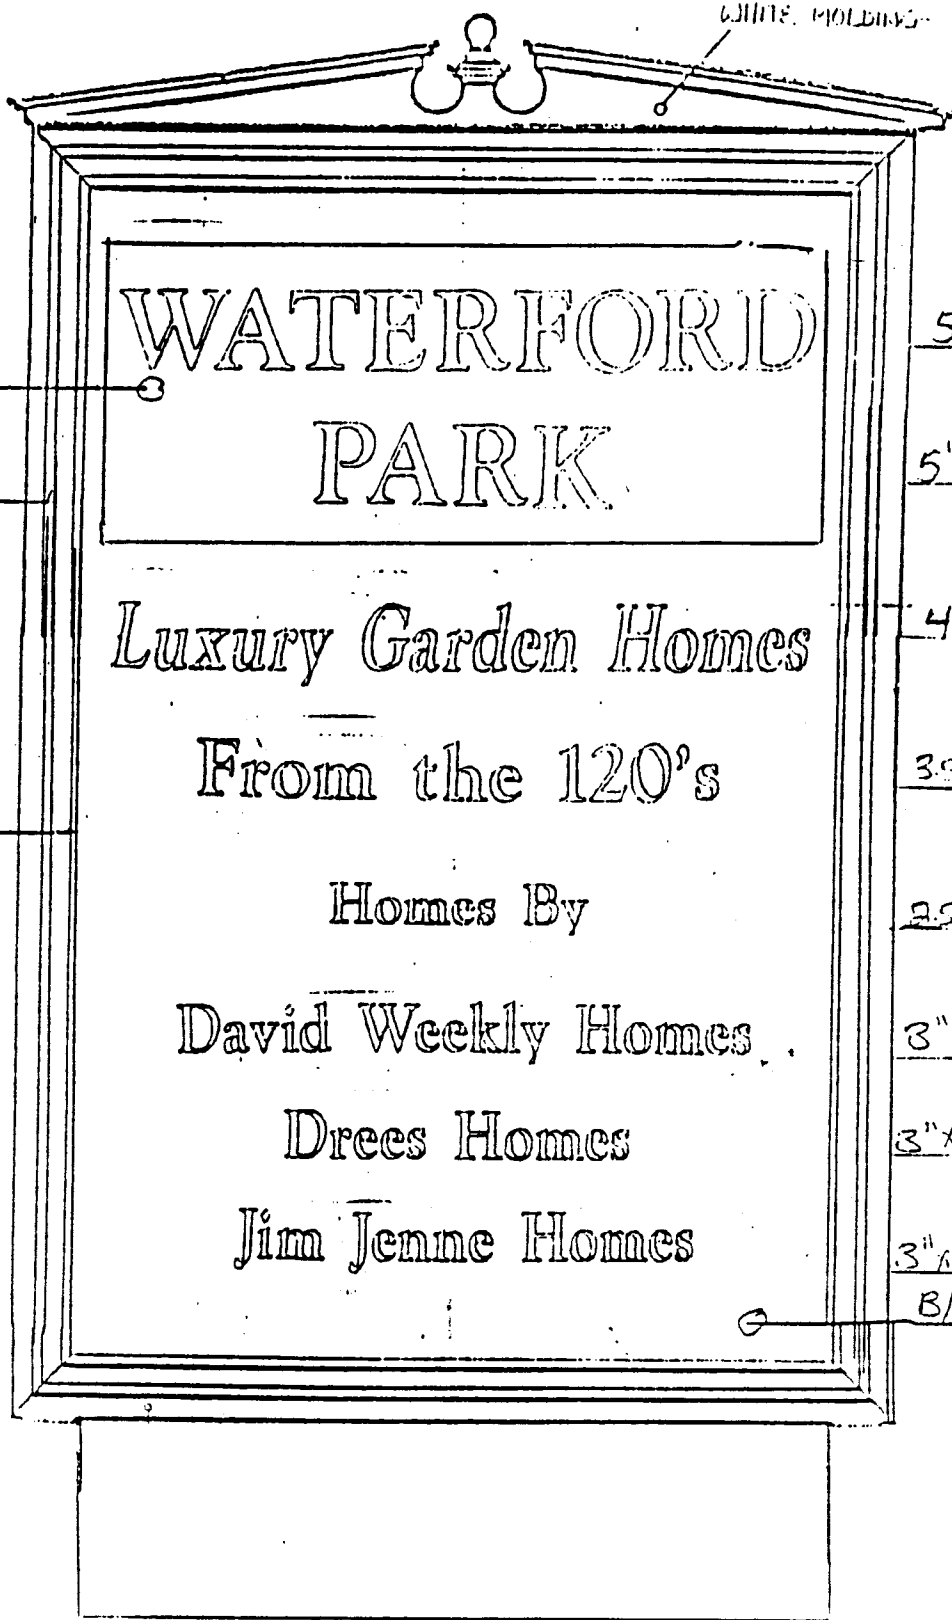 WHITE MOLDING
WATERFORD
PARK
Luxury Garden Homes
From the 120's
Homes By
David Weekly Homes
Drees Homes
Jim Jenne Homes
5
5"
4
3"
3"
3"
B/